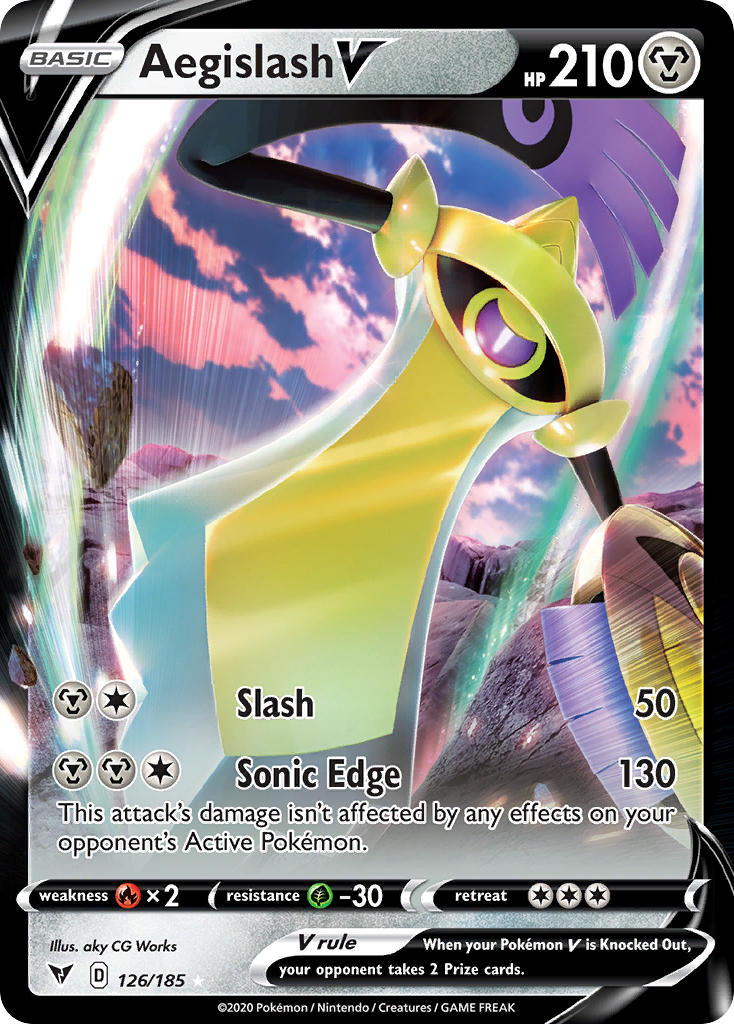 BASIC
Aegislash V
HP 210
Slash 50
Sonic Edge 130
This attack's damage isn't affected by any effects on your
opponent's Active Pokémon.
weakness ×2 resistance -30 retreat
Illus. aky CG Works
V rule
When your Pokémon V is Knocked Out,
your opponent takes 2 Prize cards.
D 126/185
©2020 Pokémon / Nintendo / Creatures / GAME FREAK